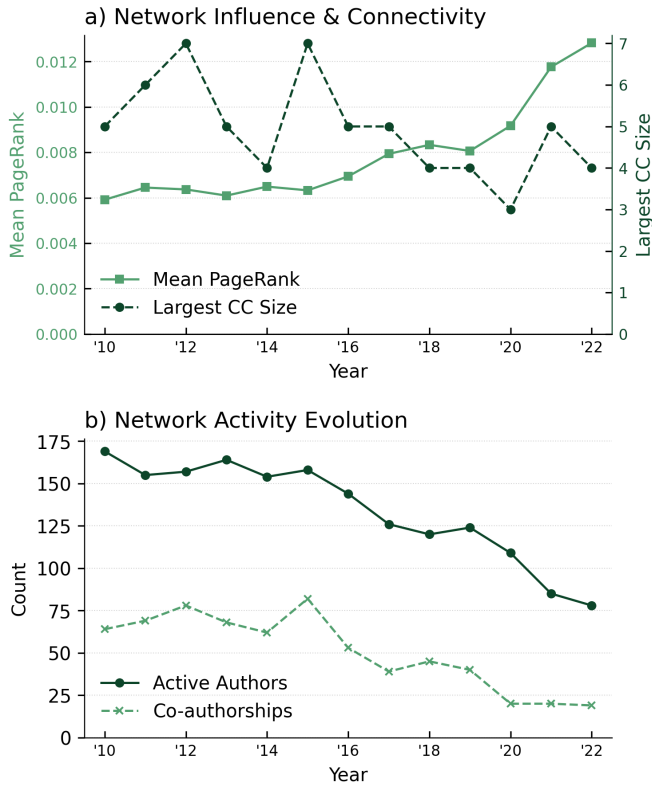 a) Network Influence & Connectivity
Mean PageRank
0.012
0.010
0.008
0.006
0.004
0.002
0.000
7
6
5
4
3
2
1
0
Largest CC Size
Mean PageRank
Largest CC Size
'10 '12 '14 '16 '18 '20 '22
Year
b) Network Activity Evolution
Count
175
150
125
100
75
50
25
0
Active Authors
Co-authorships
'10 '12 '14 '16 '18 '20 '22
Year